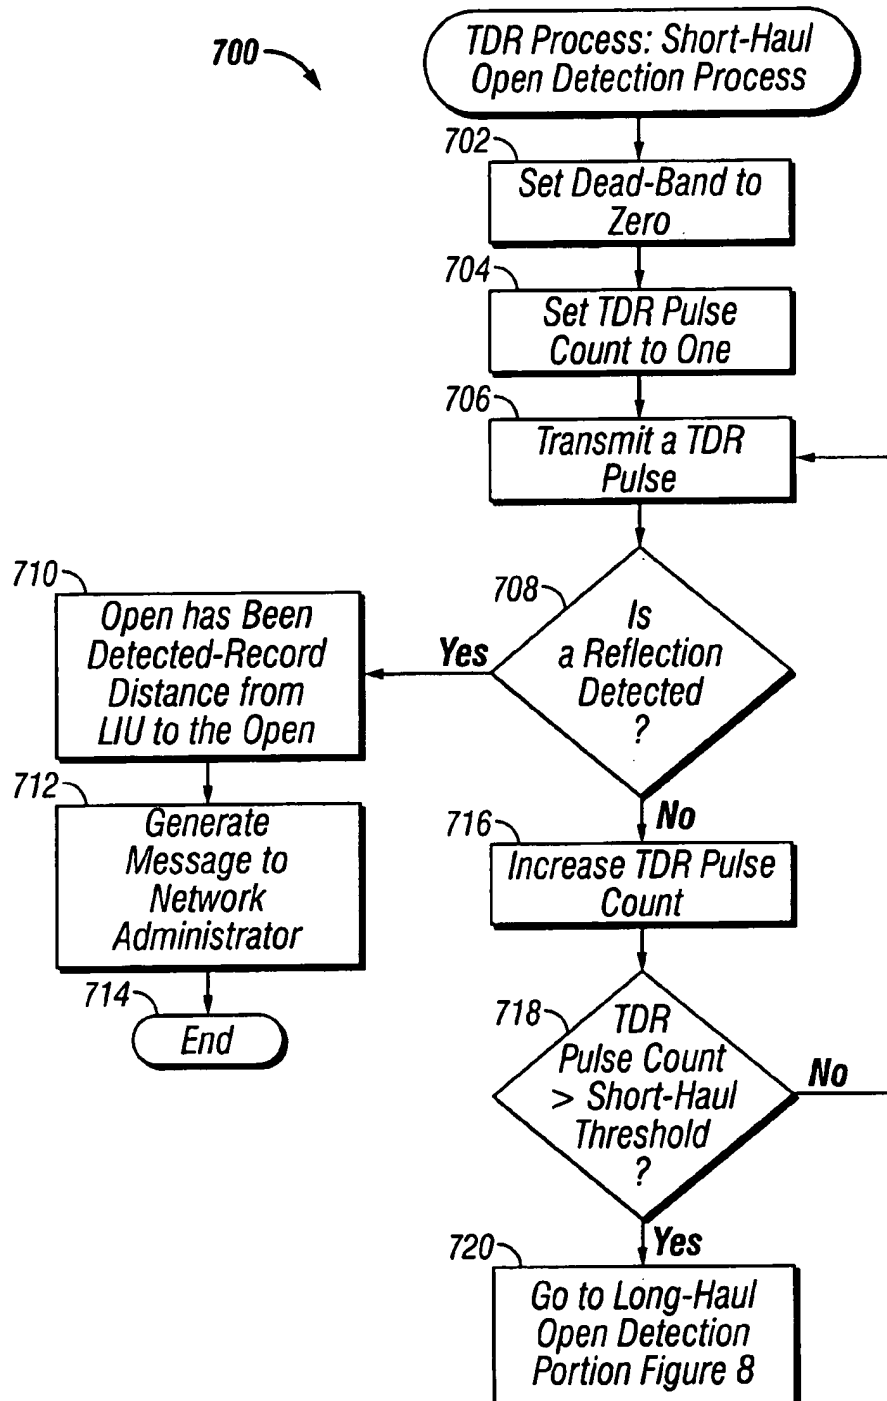 700
TDR Process: Short-Haul
Open Detection Process
702
Set Dead-Band to
Zero
704
Set TDR Pulse
Count to One
706
Transmit a TDR
Pulse
708
Is
a Reflection
Detected
?
Yes
710
Open has Been
Detected-Record
Distance from
LIU to the Open
712
Generate
Message to
Network
Administrator
714
End
No
716
Increase TDR Pulse
Count
718
TDR
Pulse Count
> Short-Haul
Threshold
?
No
Yes
720
Go to Long-Haul
Open Detection
Portion Figure 8